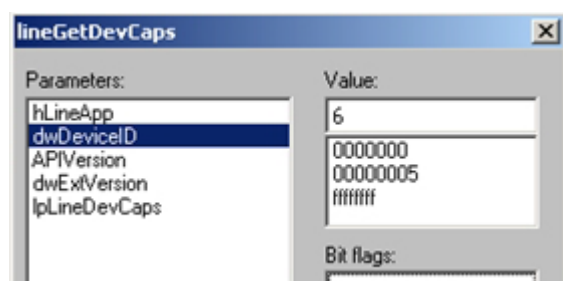 lineGetDevCaps
Parameters:
hLineApp
dwDeviceID
APIVersion
dwExtVersion
lpLineDevCaps
Value:
6
0000000
00000005
ffffffff
Bit flags: